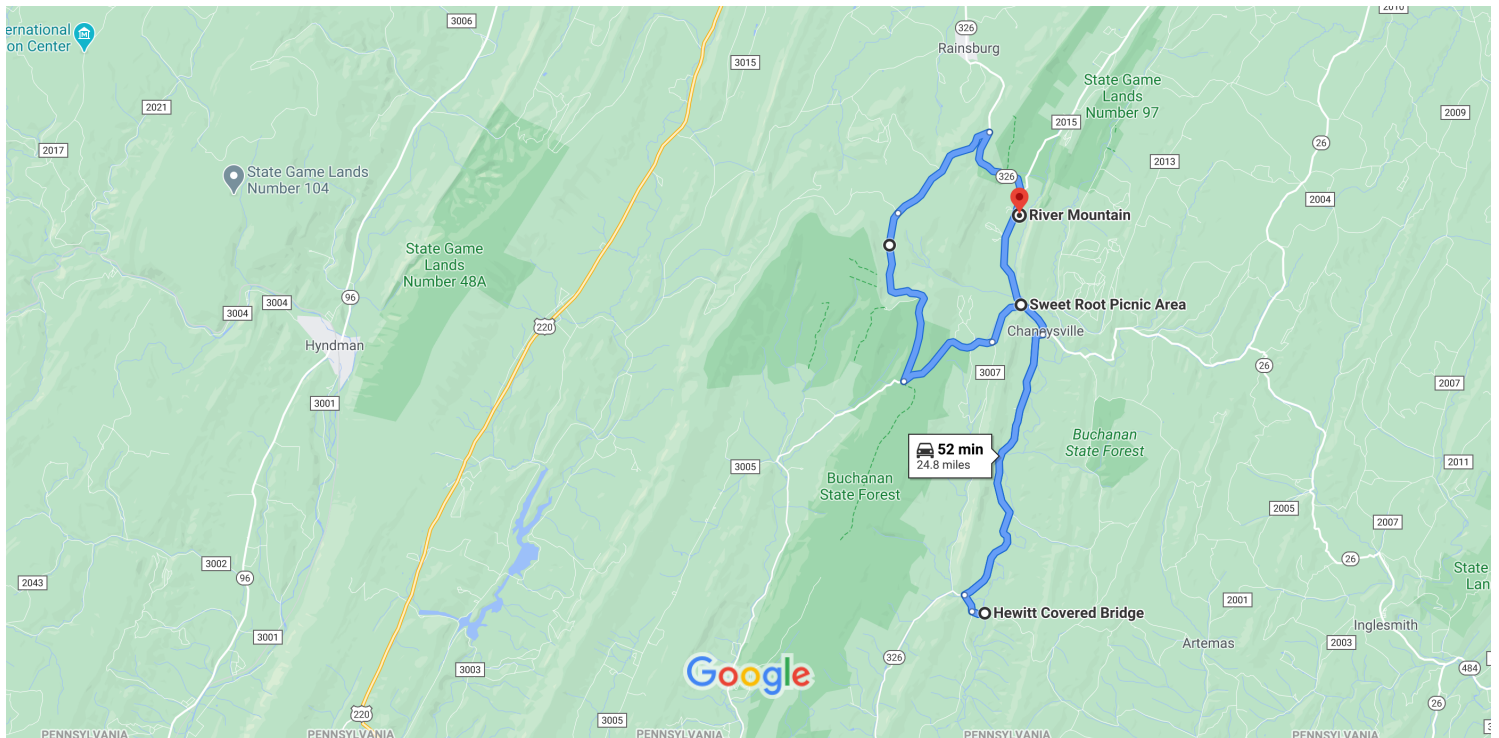 2010
3006
326
ernational
on Center
Rainsburg
3015
State Game
Lands
Number 97
2021
2009
2015
26
2017
2013
State Game Lands
Number 104
326
2004
River Mountain
State Game
Lands
Number 48A
96
3004
3004
Sweet Root Picnic Area
220
Chaneysville
Hyndman
26
3007
2007
3001
Buchanan
State Forest
52 min
24.8 miles
3005
2011
Buchanan
State Forest
2005
2007
26
3002
96
State
Lan
2043
2001
Hewitt Covered Bridge
Inglesmith
3001
Artemas
2003
326
484
3003
Google
26
220
3005
PENNSYLVANIA
PENNSYLVANIA
PENNSYLVANIA
PENNSYLVANIA
PENNSYLVANIA